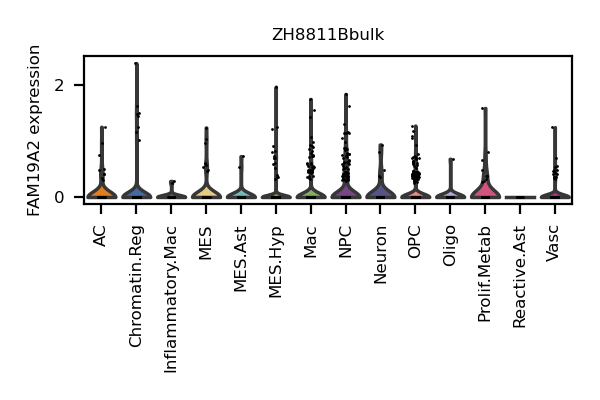 ZH8811Bbulk
FAM19A2 expression
2
0
AC
Chromatin.Reg
Inflammatory.Mac
MES
MES.Ast
MES.Hyp
Mac
NPC
Neuron
OPC
Oligo
Prolif.Metab
Reactive.Ast
Vasc